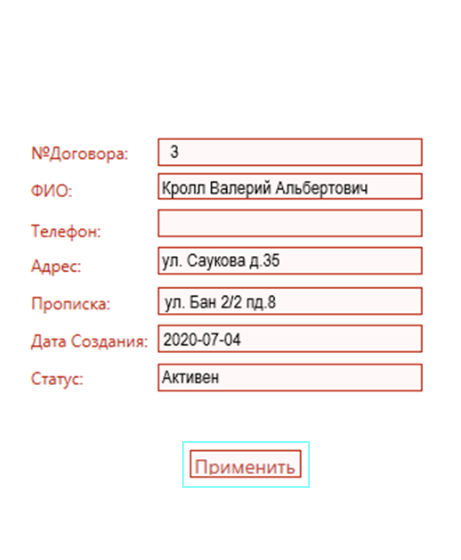 №Договора: 3
ФИО: Кролл Валерий Альбертович
Телефон:
Адрес: ул. Саукова д.35
Прописка: ул. Бан 2/2 пд.8
Дата Создания: 2020-07-04
Статус: Активен
Применить